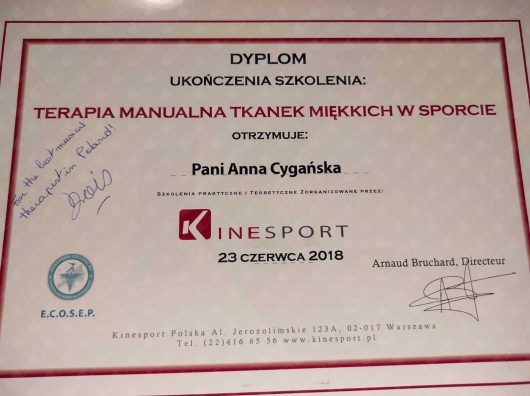 DYPLOM
UKOŃCZENIA SZKOLENIA:
TERAPIA MANUALNA TKANEK MIĘKKICH W SPORCIE
OTRZYMUJE:
Pani Anna Cygańska
SZKOLENIA PRAKTYCZNE I TEORETYCZNE ZORGANIZOWANE PRZEZ:
For the best manual
therapist in Poland!
KINESPORT
23 CZERWCA 2018
Arnaud Bruchard, Directeur
E.C.O.S.E.P.
Kinesport Polska Al. Jerozolimskie 123A, 02-017 Warszawa
Tel. (22)416 65 56 www.kinesport.pl